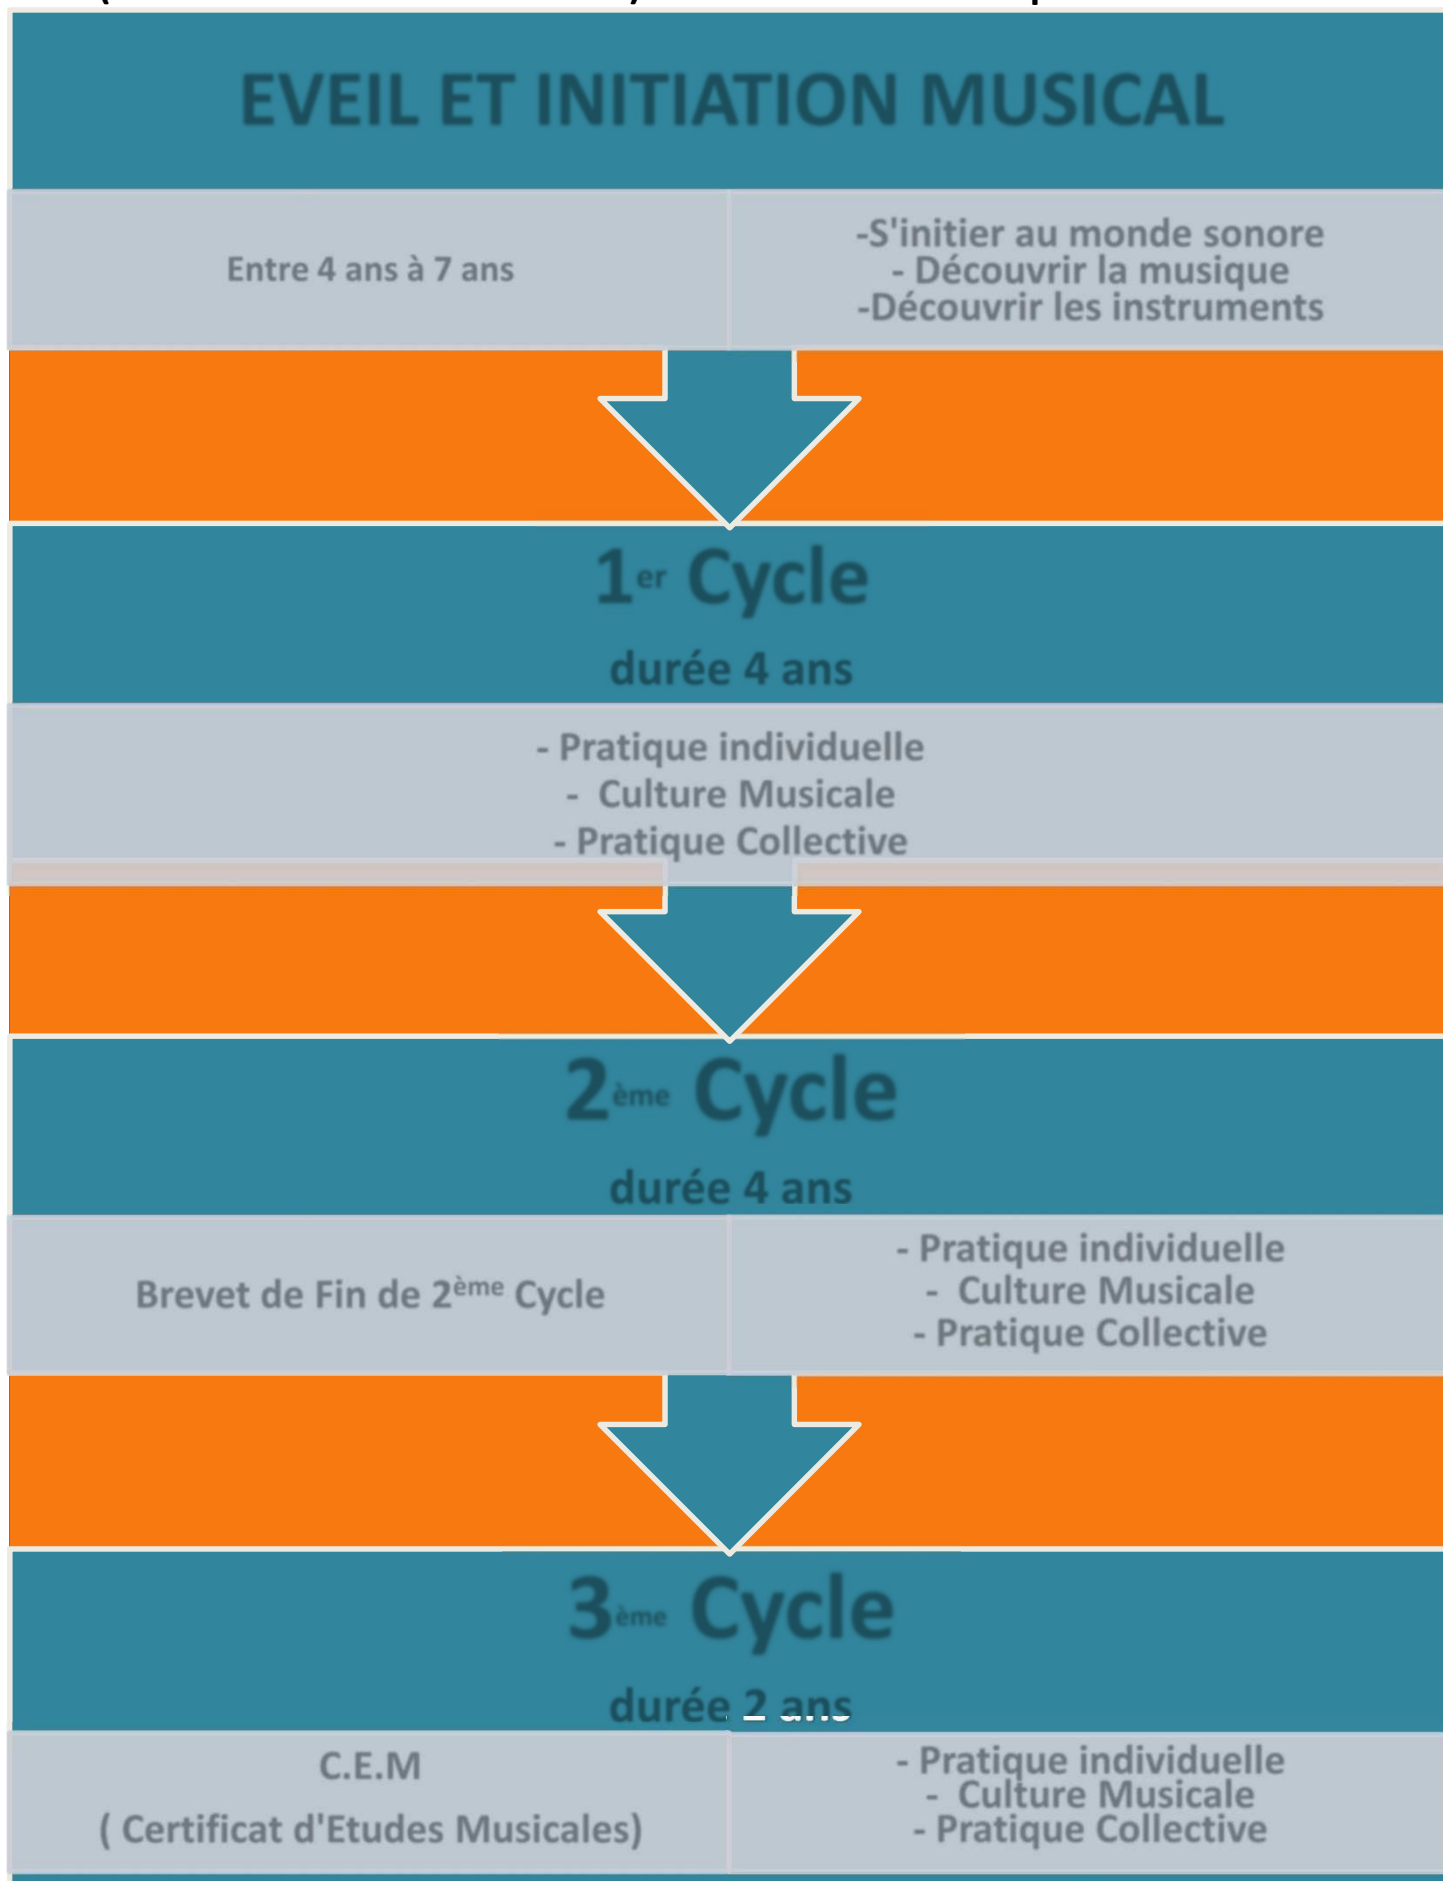 EVEIL ET INITIATION MUSICAL
Entre 4 ans à 7 ans
-S'initier au monde sonore
- Découvrir la musique
-Découvrir les instruments
1er Cycle
durée 4 ans
- Pratique individuelle
- Culture Musicale
- Pratique Collective
2ème Cycle
durée 4 ans
Brevet de Fin de 2ème Cycle
- Pratique individuelle
- Culture Musicale
- Pratique Collective
3ème Cycle
durée 2 ans
C.E.M
( Certificat d'Etudes Musicales)
- Pratique individuelle
- Culture Musicale
- Pratique Collective